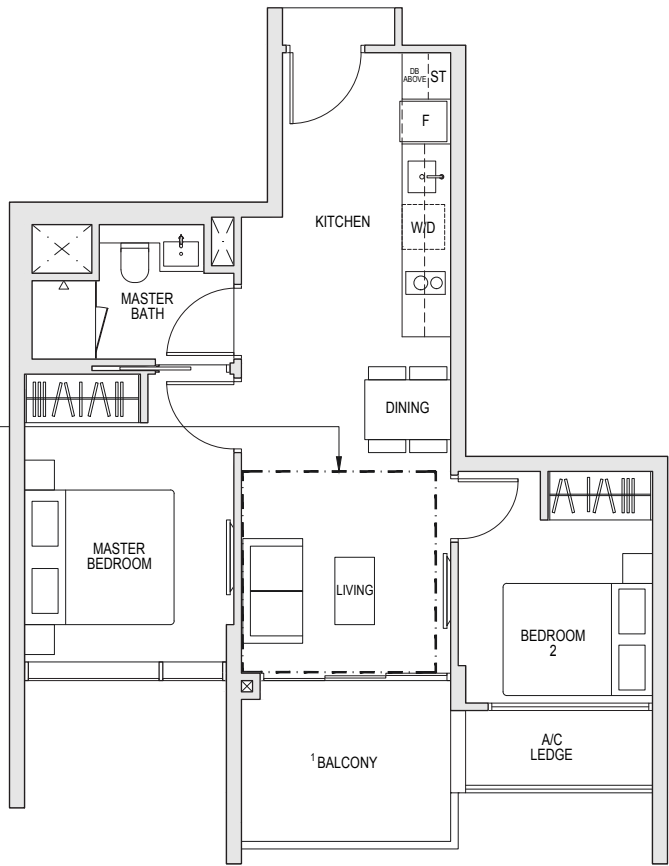 DB
ABOVE
ST
F
KITCHEN
W/D
MASTER
BATH
DINING
MASTER
BEDROOM
LIVING
BEDROOM
2
1 BALCONY
A/C
LEDGE